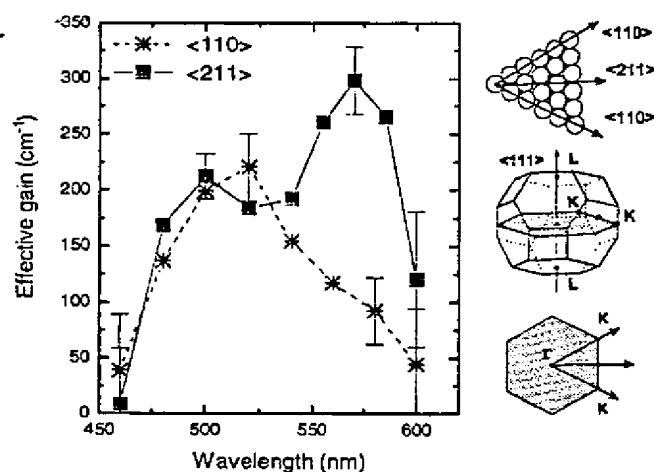 350
300
250
200
150
100
50
0
450
500
550
600
Effective gain (cm⁻¹)
Wavelength (nm)
<110>
<211>
<110>
<211>
<110>
<111>
L
K
K
L
K
Γ
K